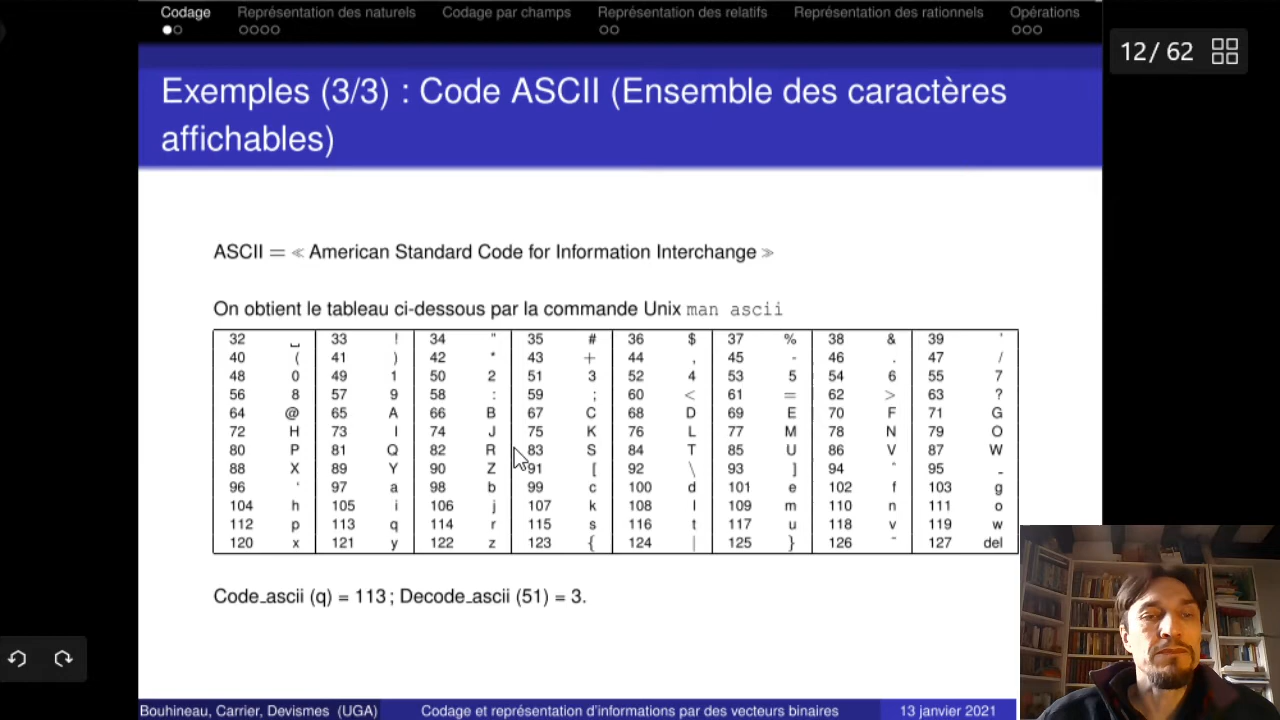 Codage Représentation des naturels Codage par champs Représentation des relatifs Représentation des rationnels Opérations
12 / 62
Exemples (3/3) : Code ASCII (Ensemble des caractères
affichables)
ASCII = ≪ American Standard Code for Information Interchange ≫
On obtient le tableau ci-dessous par la commande Unix man ascii
32 ␣ 33 ! 34 " 35 # 36 $ 37 % 38 & 39 '
40 ( 41 ) 42 * 43 + 44 , 45 - 46 . 47 /
48 0 49 1 50 2 51 3 52 4 53 5 54 6 55 7
56 8 57 9 58 : 59 ; 60 < 61 = 62 > 63 ?
64 @ 65 A 66 B 67 C 68 D 69 E 70 F 71 G
72 H 73 I 74 J 75 K 76 L 77 M 78 N 79 O
80 P 81 Q 82 R 83 S 84 T 85 U 86 V 87 W
88 X 89 Y 90 Z 91 [ 92 \ 93 ] 94 ^ 95 _
96 ' 97 a 98 b 99 c 100 d 101 e 102 f 103 g
104 h 105 i 106 j 107 k 108 l 109 m 110 n 111 o
112 p 113 q 114 r 115 s 116 t 117 u 118 v 119 w
120 x 121 y 122 z 123 { 124 | 125 } 126 ~ 127 del
Code_ascii (q) = 113 ; Decode_ascii (51) = 3.
Bouhineau, Carrier, Devismes (UGA) Codage et représentation d'informations par des vecteurs binaires 13 janvier 2021